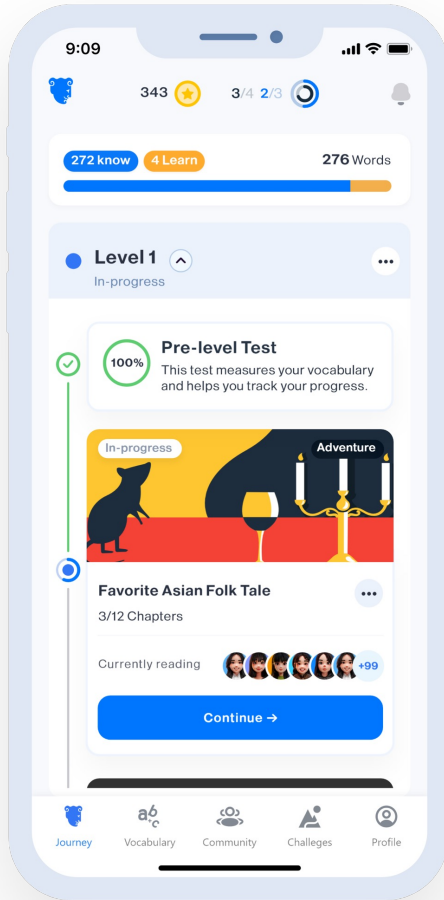 9:09
343
3/4 2/3
272 know
4 Learn
276 Words
Level 1
In-progress
100%
Pre-level Test
This test measures your vocabulary
and helps you track your progress.
In-progress
Adventure
Favorite Asian Folk Tale
3/12 Chapters
Currently reading
+99
Continue →
Journey
Vocabulary
Community
Challeges
Profile